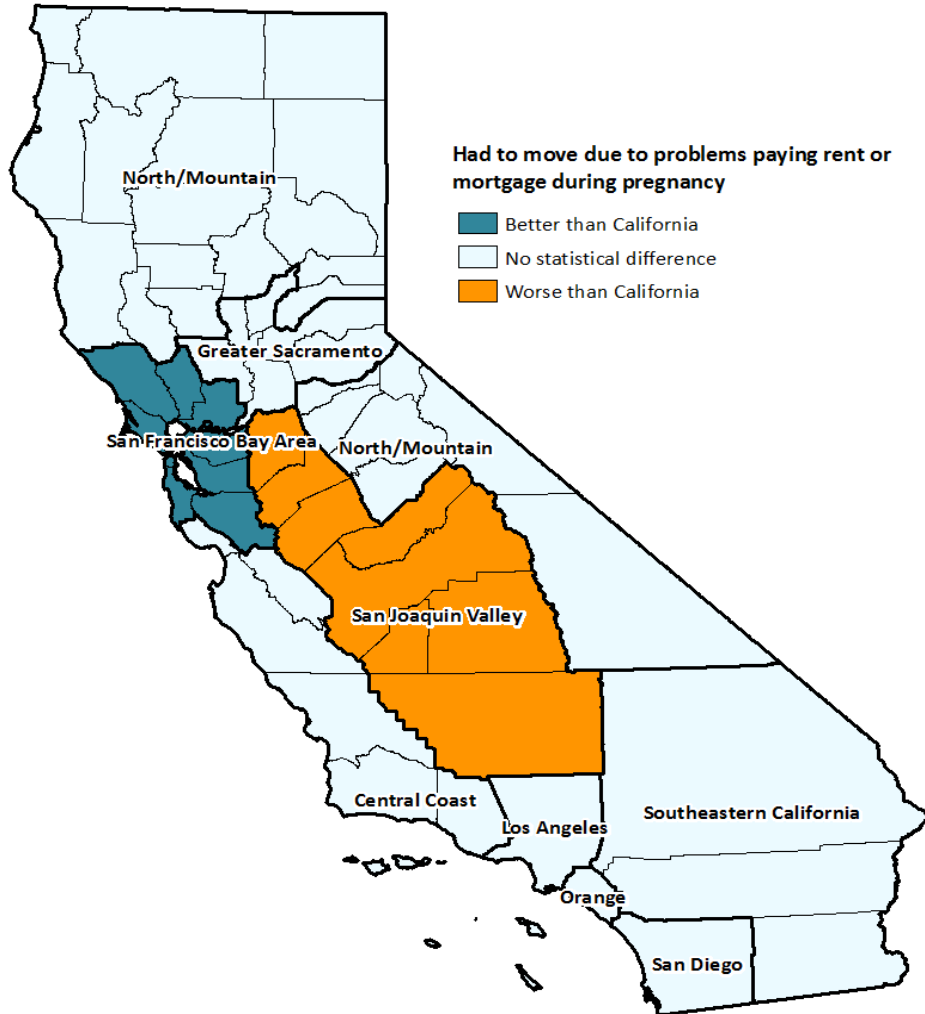 North/Mountain
Had to move due to problems paying rent or
mortgage during pregnancy
Better than California
No statistical difference
Worse than California
Greater Sacramento
San Francisco Bay Area
North/Mountain
San Joaquin Valley
Central Coast
Los Angeles
Southeastern California
Orange
San Diego